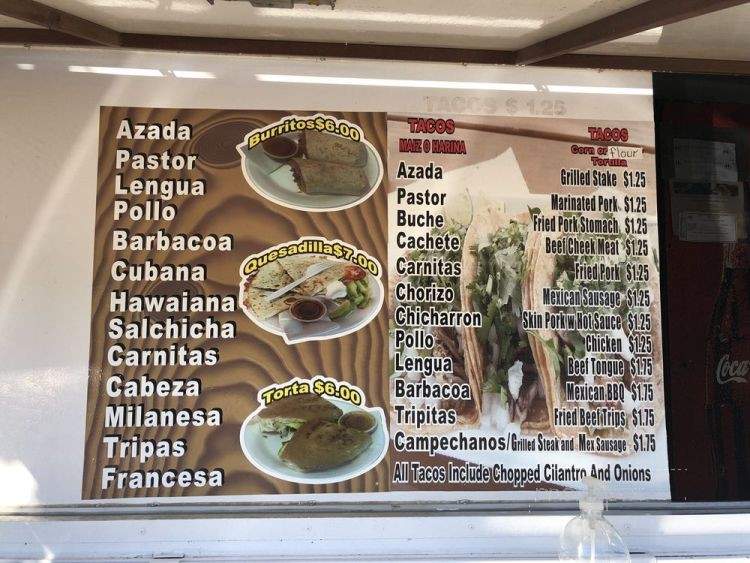 TACOS $ 1.25
Azada
Pastor
Lengua
Pollo
Barbacoa
Cubana
Hawaiana
Salchicha
Carnitas
Cabeza
Milanesa
Tripas
Francesa
Burritos $6.00
Quesadilla $7.00
Torta $6.00
TACOS
MAIZ O HARINA
TACOS
Corn or flour
Tortilla
Azada Grilled Stake $1.25
Pastor Marinated Pork $1.25
Buche Fried Pork Stomach $1.25
Cachete Beef Cheek Meat $1.25
Carnitas Fried Pork $1.25
Chorizo Mexican Sausage $1.25
Chicharron Skin Pork w Hot Sauce $1.25
Pollo Chicken $1.25
Lengua Beef Tongue $1.75
Barbacoa Mexican BBQ $1.75
Tripitas Fried Beef Trips $1.75
Campechanos/Grilled Steak and Mex Sausage $1.75
All Tacos Include Chopped Cilantro And Onions
Coca